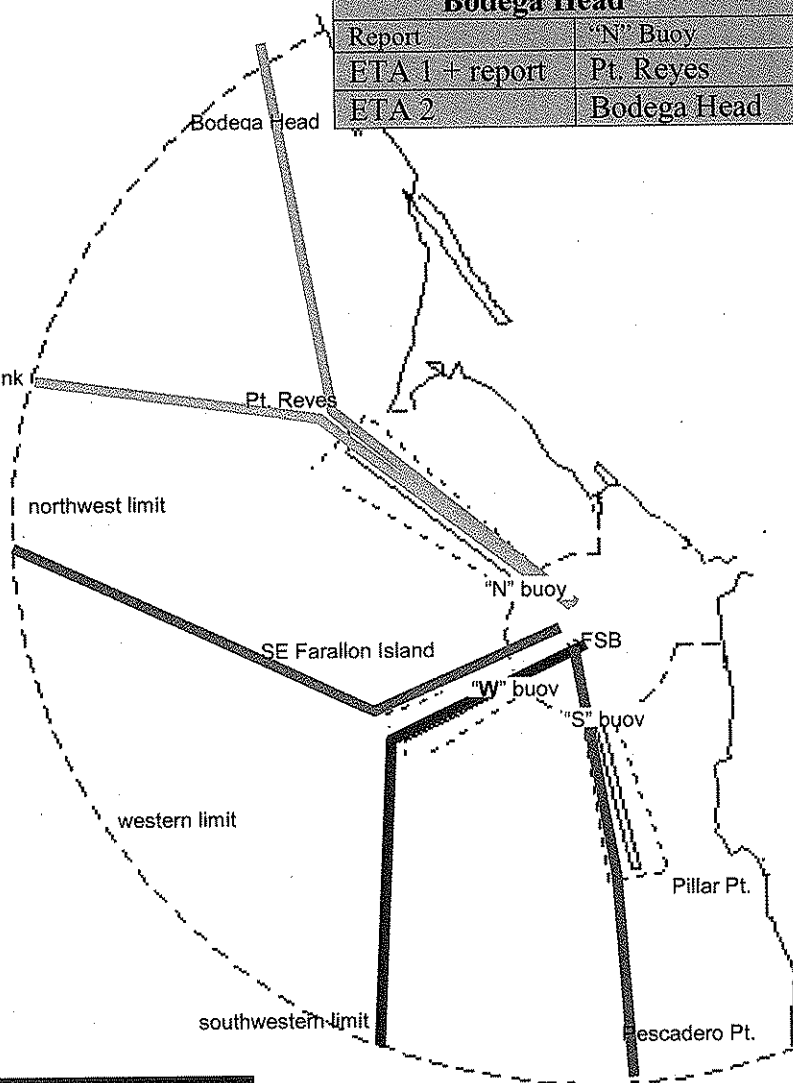 Bodega Head
Report “N” Buoy
ETA 1 + report Pt. Reyes
ETA 2 Bodega Head
Bodega Head
nk
Pt. Reyes
northwest limit
“N” buoy
SE Farallon Island
FSB
“W” buoy
“S” buoy
western limit
Pillar Pt.
southwestern limit
Pescadero Pt.